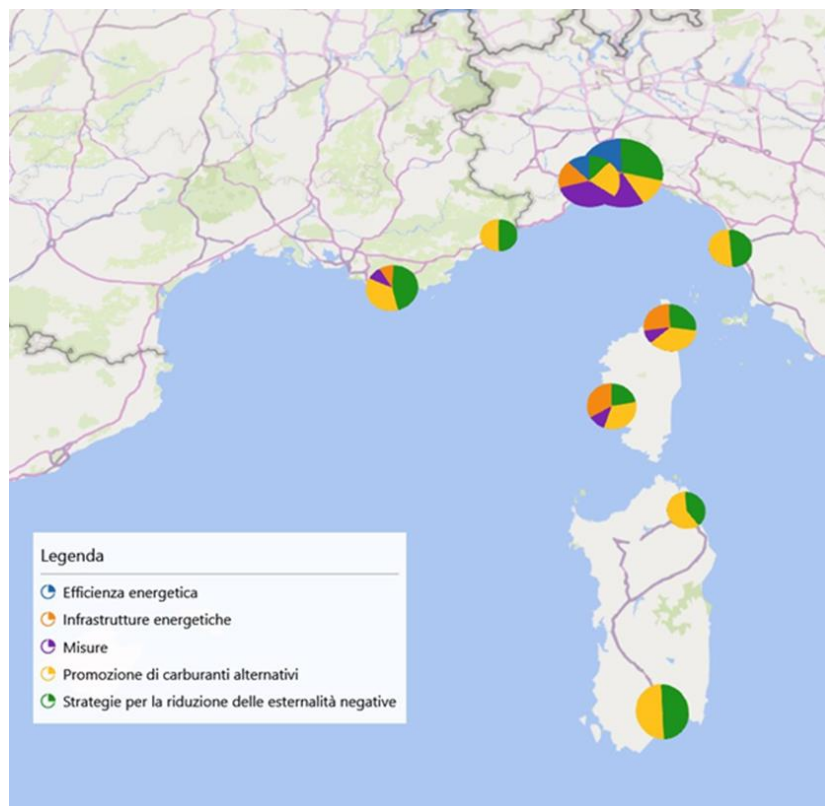 Legenda
Efficienza energetica
Infrastrutture energetiche
Misure
Promozione di carburanti alternativi
Strategie per la riduzione delle esternalità negative